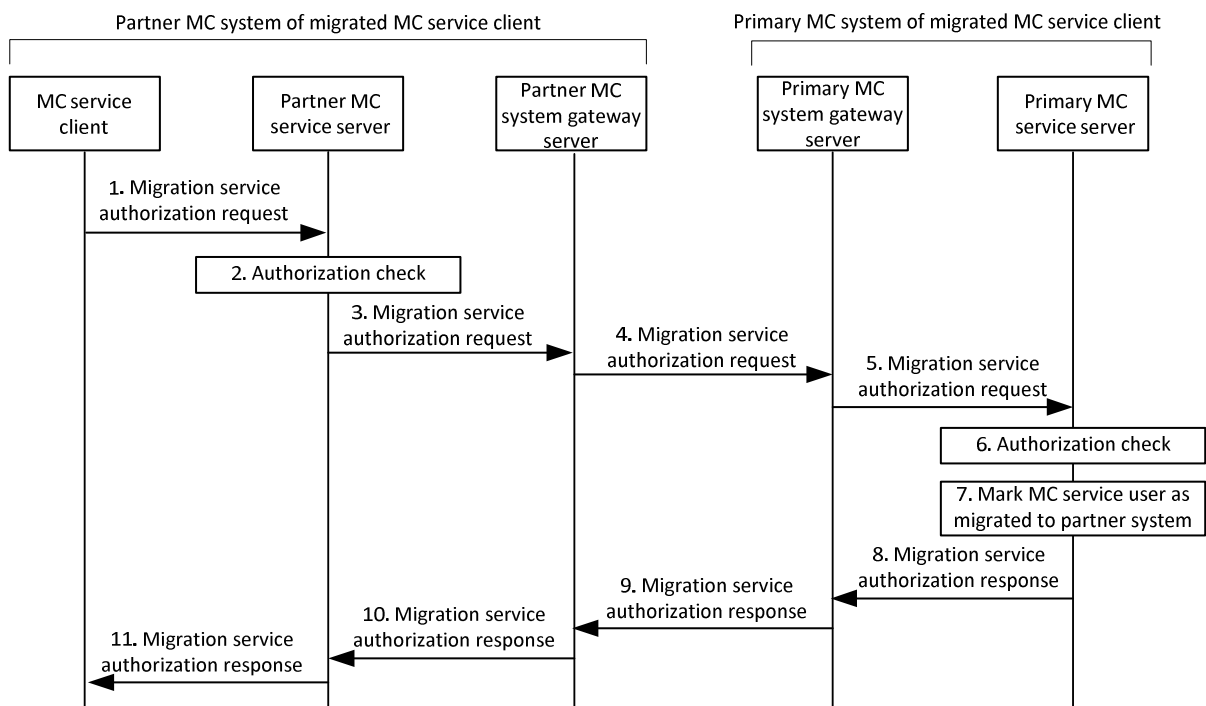 Partner MC system of migrated MC service client
Primary MC system of migrated MC service client
MC service
client
Partner MC
service server
Partner MC
system gateway
server
Primary MC
system gateway
server
Primary MC
service server
1. Migration service
authorization request
2. Authorization check
3. Migration service
authorization request
4. Migration service
authorization request
5. Migration service
authorization request
6. Authorization check
7. Mark MC service user as
migrated to partner system
8. Migration service
authorization response
9. Migration service
authorization response
10. Migration service
authorization response
11. Migration service
authorization response